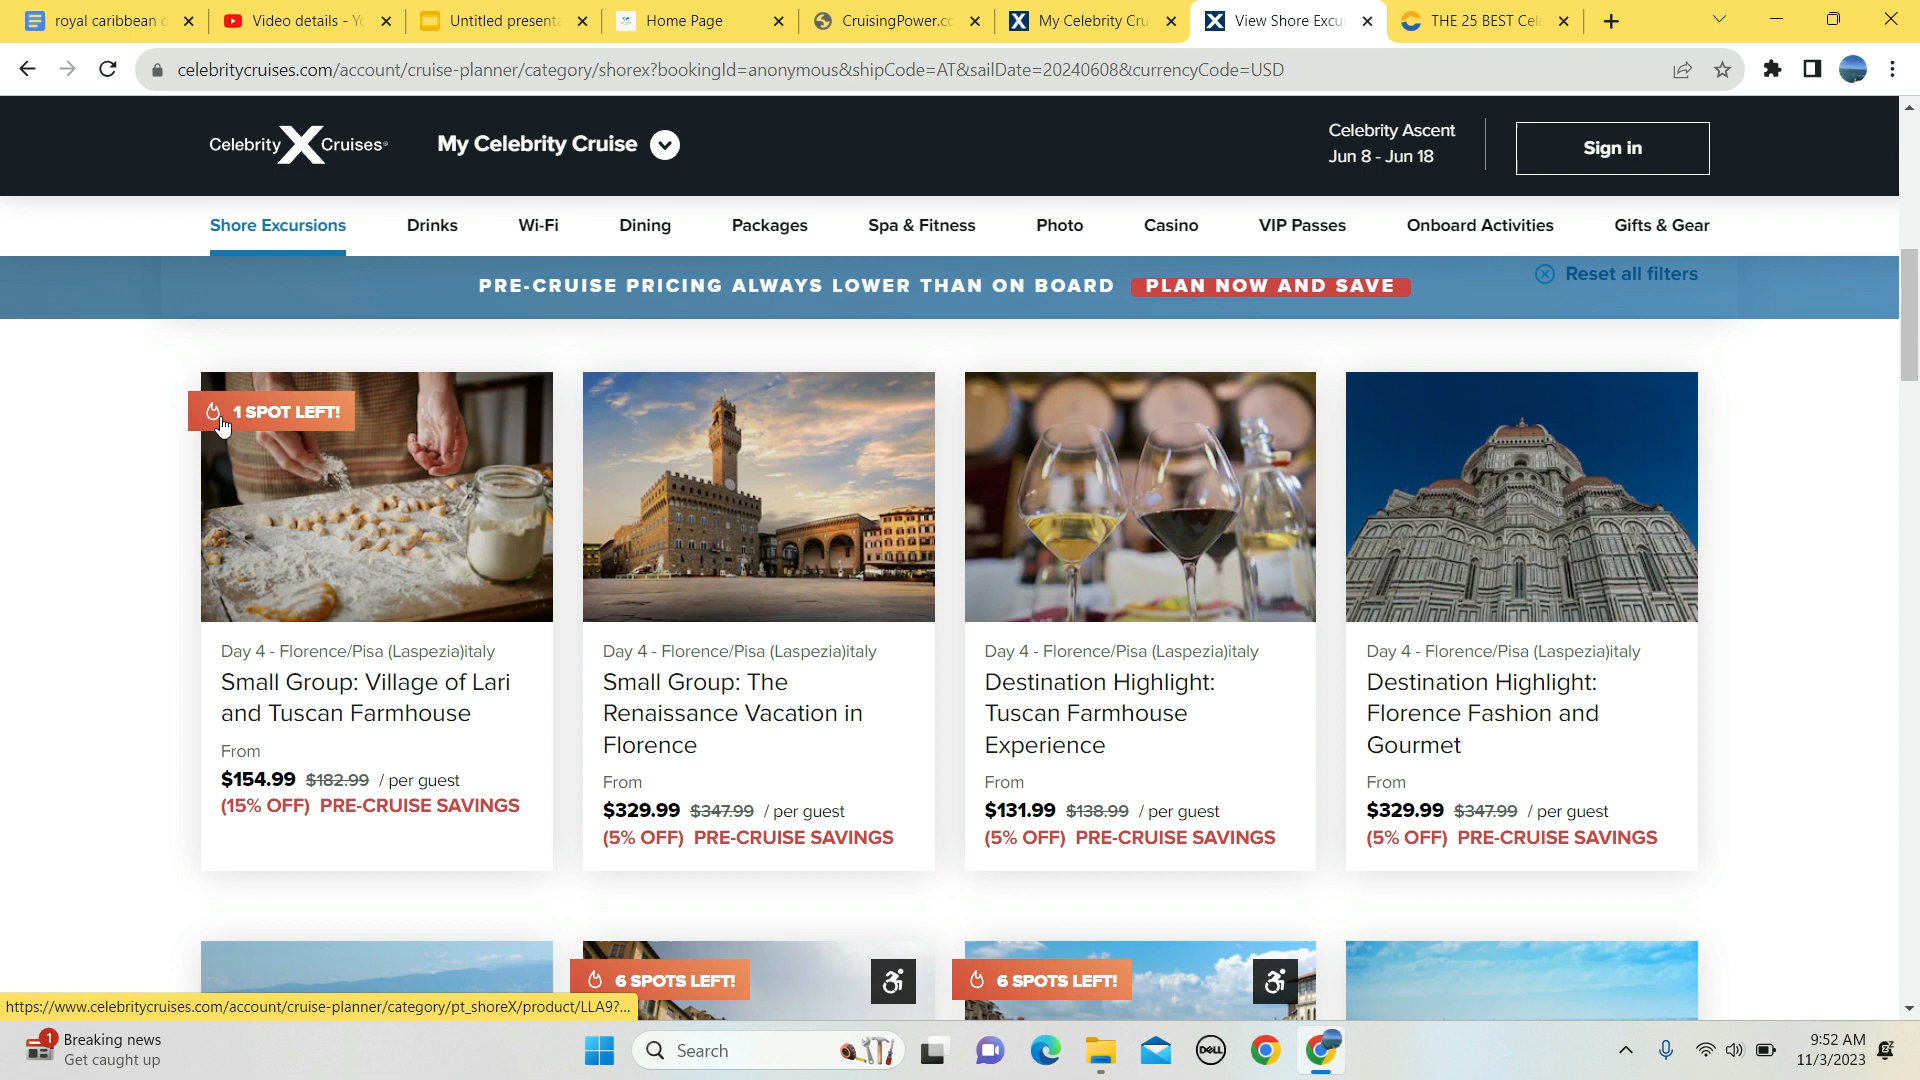 royal caribbean c
Video details - Yo
Untitled presenta
Home Page
CruisingPower.co
My Celebrity Cru
View Shore Excur
THE 25 BEST Cele
celebritycruises.com/account/cruise-planner/category/shorex?bookingId=anonymous&shipCode=AT&sailDate=20240608&currencyCode=USD
Celebrity X Cruises®
My Celebrity Cruise
Celebrity Ascent
Jun 8 - Jun 18
Sign in
Shore Excursions Drinks Wi-Fi Dining Packages Spa & Fitness Photo Casino VIP Passes Onboard Activities Gifts & Gear
PRE-CRUISE PRICING ALWAYS LOWER THAN ON BOARD PLAN NOW AND SAVE
Reset all filters
1 SPOT LEFT!
Day 4 - Florence/Pisa (Laspezia)italy
Small Group: Village of Lari
and Tuscan Farmhouse
From
$154.99 $182.99 / per guest
(15% OFF) PRE-CRUISE SAVINGS
Day 4 - Florence/Pisa (Laspezia)italy
Small Group: The
Renaissance Vacation in
Florence
From
$329.99 $347.99 / per guest
(5% OFF) PRE-CRUISE SAVINGS
Day 4 - Florence/Pisa (Laspezia)italy
Destination Highlight:
Tuscan Farmhouse
Experience
From
$131.99 $138.99 / per guest
(5% OFF) PRE-CRUISE SAVINGS
Day 4 - Florence/Pisa (Laspezia)italy
Destination Highlight:
Florence Fashion and
Gourmet
From
$329.99 $347.99 / per guest
(5% OFF) PRE-CRUISE SAVINGS
6 SPOTS LEFT!
6 SPOTS LEFT!
https://www.celebritycruises.com/account/cruise-planner/category/pt_shoreX/product/LLA9?...
1
Breaking news
Get caught up
Search
DELL
9:52 AM
11/3/2023